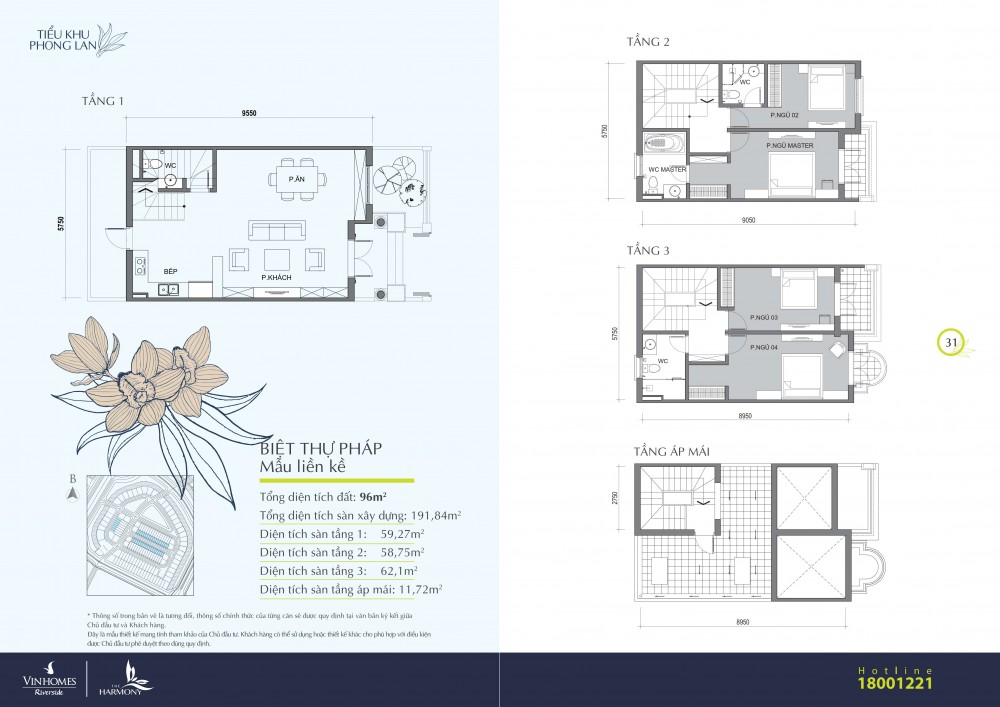 TIỂU KHU
PHONG LAN
TẦNG 1
9550
5750
WC
P.ĂN
BẾP
P.KHÁCH
BIỆT THỰ PHÁP
Mẫu liền kề
Tổng diện tích đất: 96m²
Tổng diện tích sàn xây dựng: 191,84m²
Diện tích sàn tầng 1: 59,27m²
Diện tích sàn tầng 2: 58,75m²
Diện tích sàn tầng 3: 62,1m²
Diện tích sàn tầng áp mái: 11,72m²
B
* Thông số trong bản vẽ là tương đối, thông số chính thức của từng căn sẽ được quy định tại văn bản ký kết giữa
Chủ đầu tư và Khách hàng.
Đây là mẫu thiết kế mang tính tham khảo của Chủ đầu tư. Khách hàng có thể sử dụng hoặc thiết kế khác cho phù hợp với điều kiện
được Chủ đầu tư phê duyệt theo đúng quy định.
VINHOMES
Riverside
THE
HARMONY
TẦNG 2
5750
WC
P.NGỦ 02
P.NGỦ MASTER
WC MASTER
9050
TẦNG 3
5750
P.NGỦ 03
P.NGỦ 04
WC
8950
31
TẦNG ÁP MÁI
2750
8950
Hotline
18001221